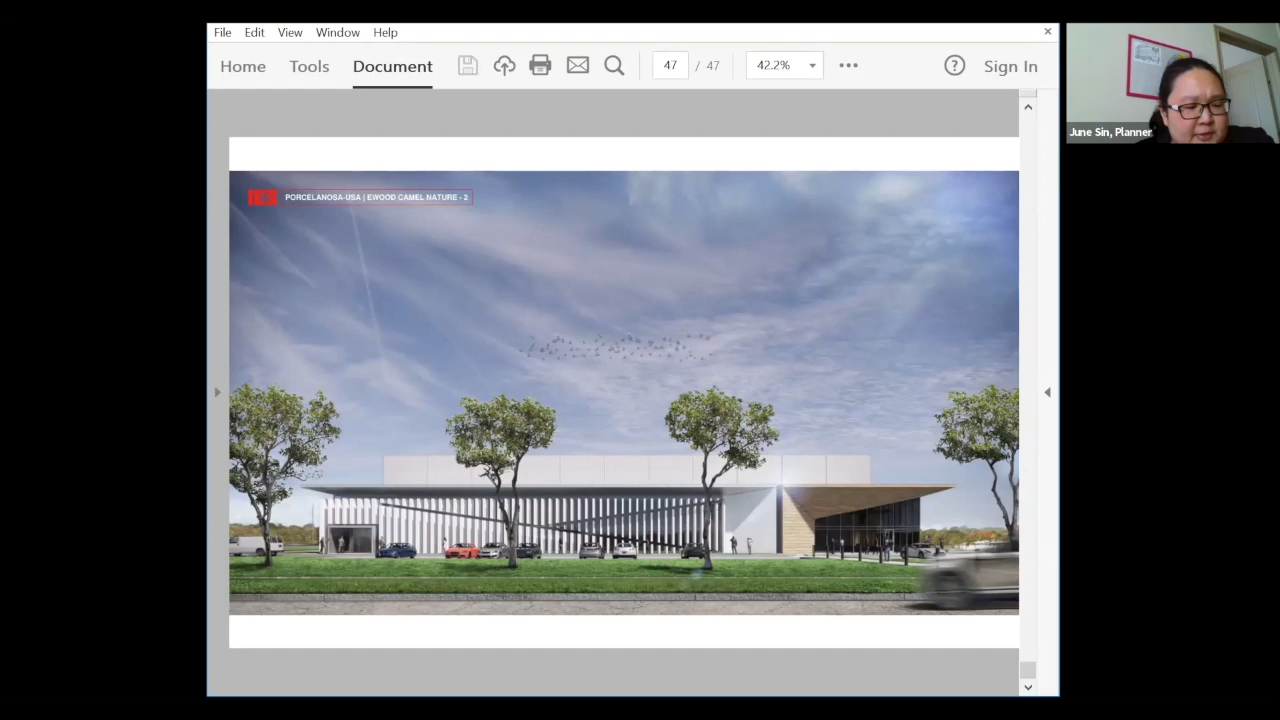 File Edit View Window Help
Home Tools Document 47 / 47 42.2% Sign In
June Sin, Planner
PORCELANOSA-USA | EWOOD CAMEL NATURE - 2